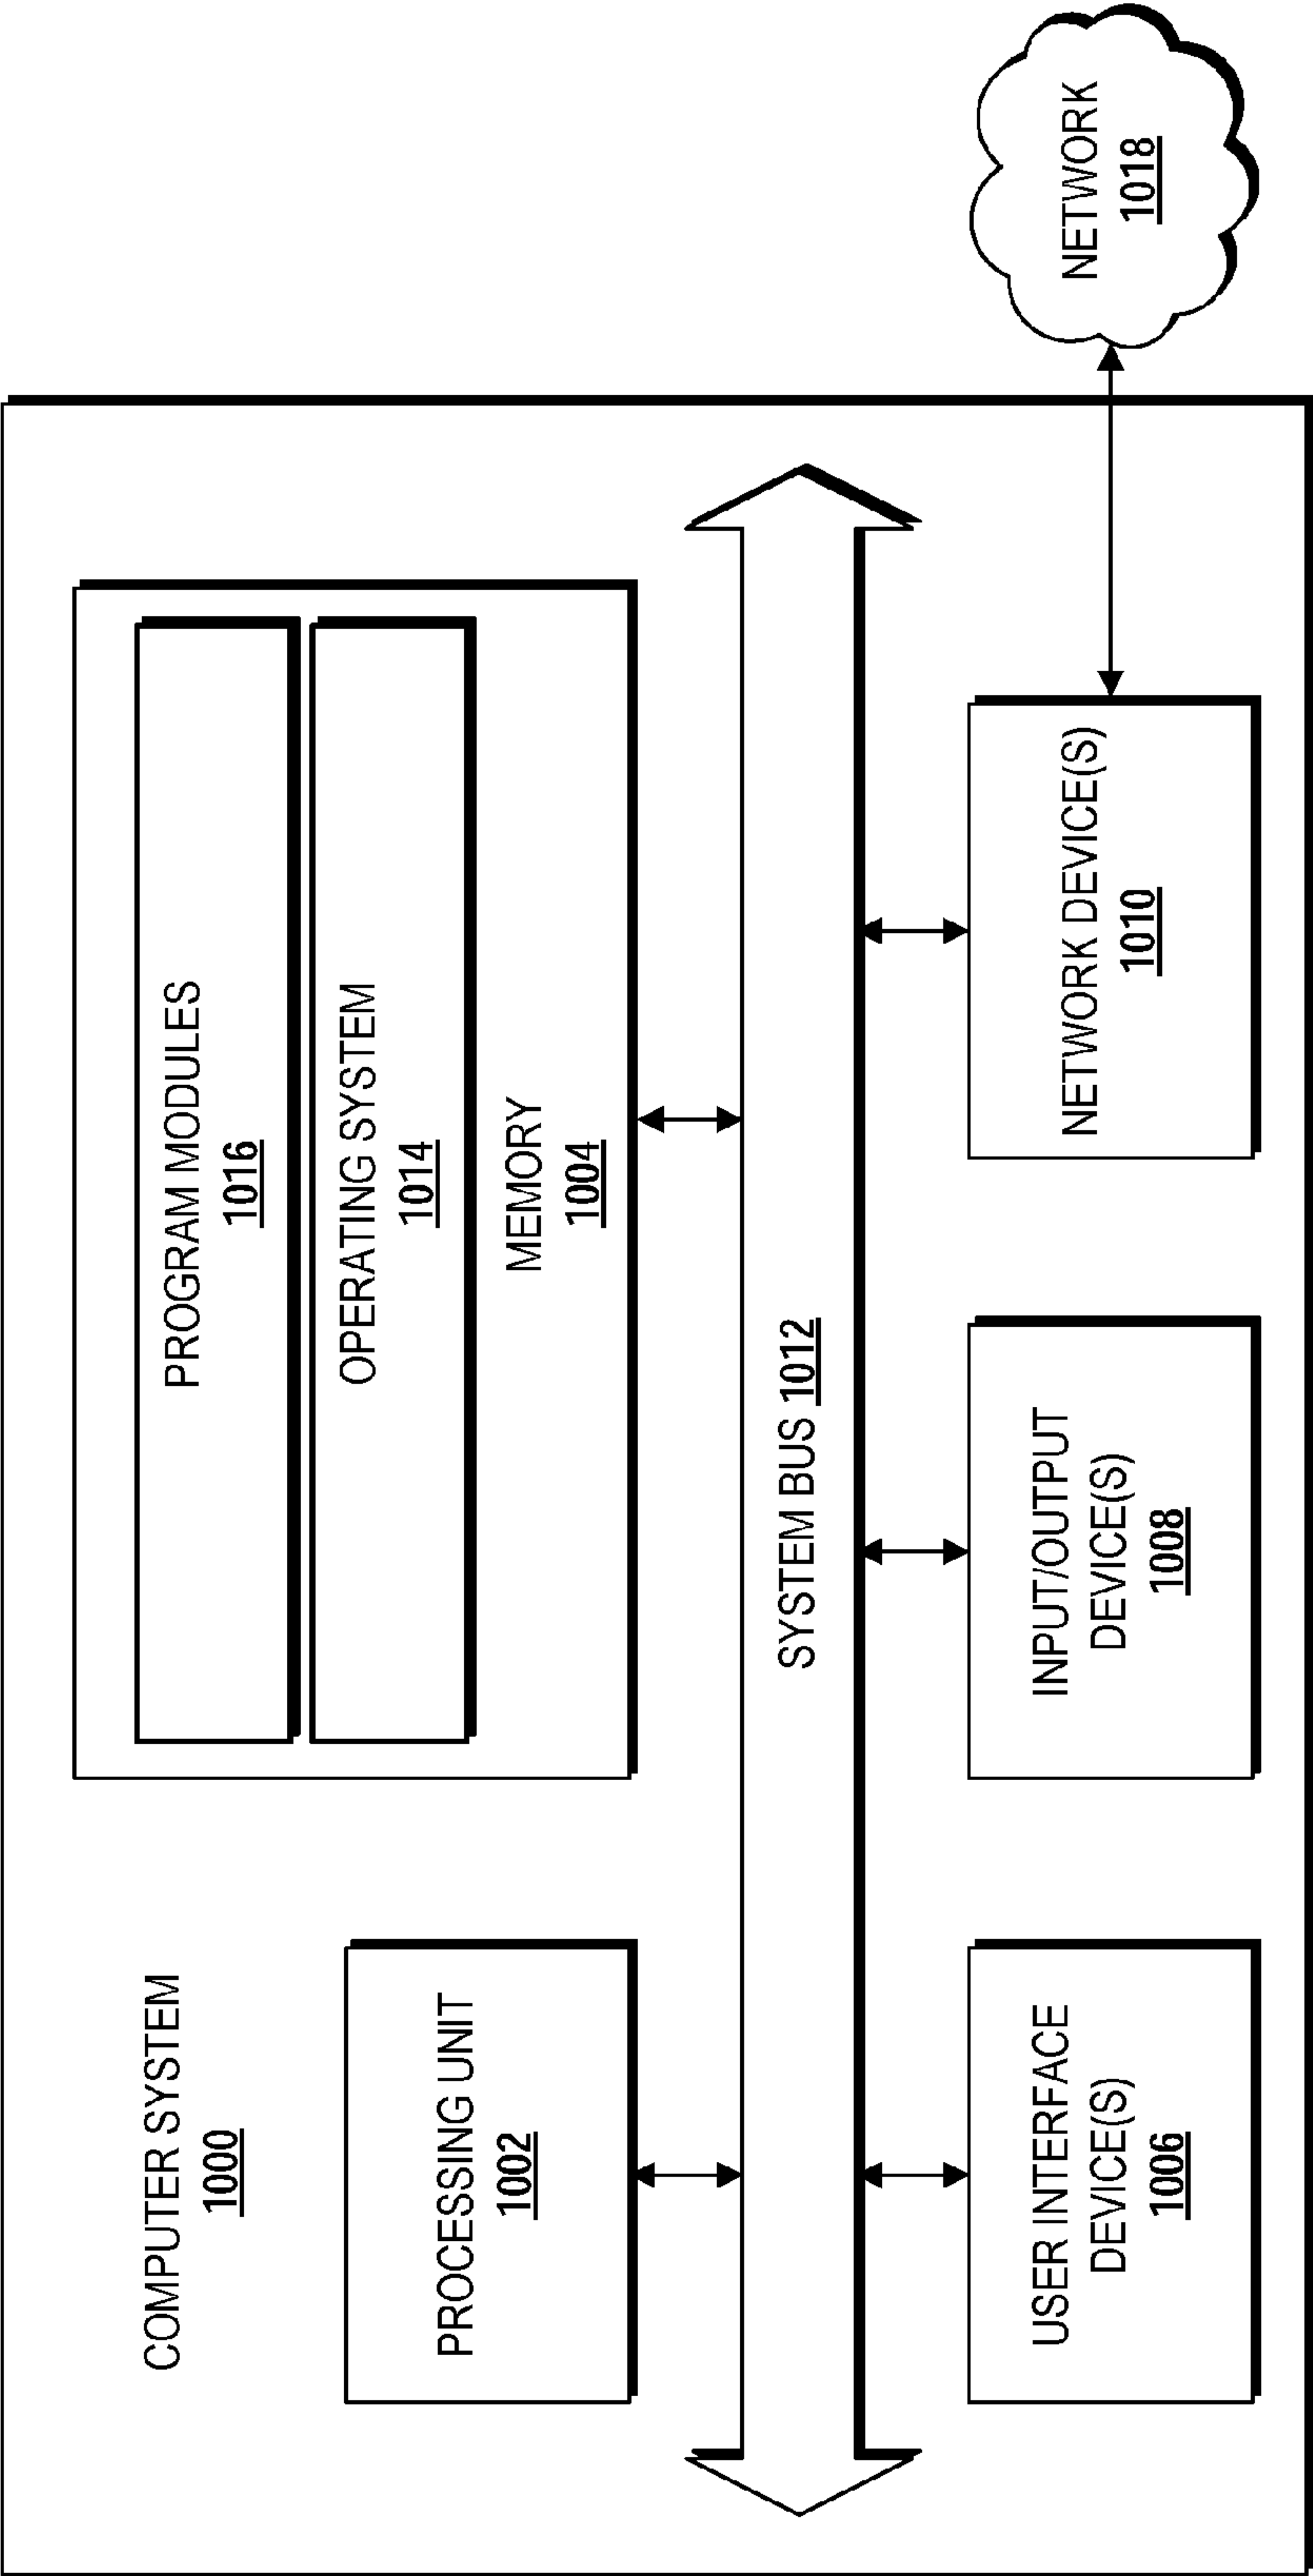 COMPUTER SYSTEM
1000
PROCESSING UNIT
1002
PROGRAM MODULES
1016
OPERATING SYSTEM
1014
MEMORY
1004
SYSTEM BUS 1012
USER INTERFACE
DEVICE(S)
1006
INPUT/OUTPUT
DEVICE(S)
1008
NETWORK DEVICE(S)
1010
NETWORK
1018